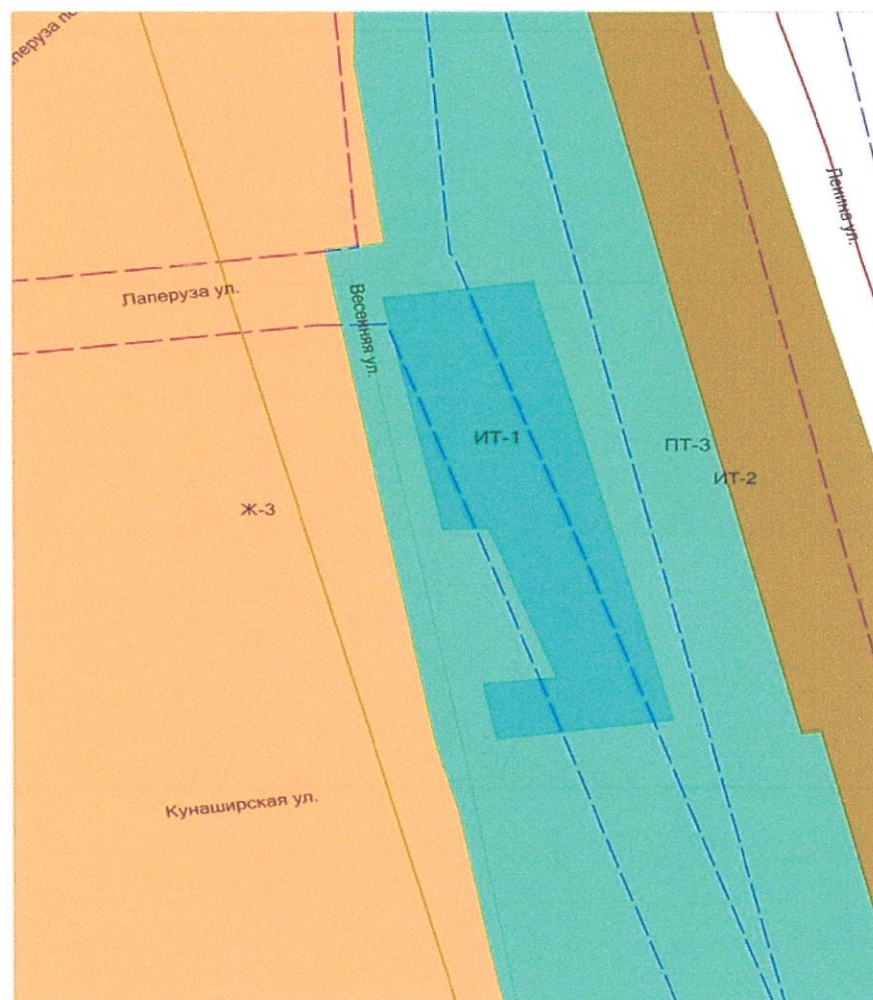 Ленина ул.
Лаперуза ул.
Весенняя ул.
ИТ-1
ПТ-3
ИТ-2
Ж-3
Кунаширская ул.